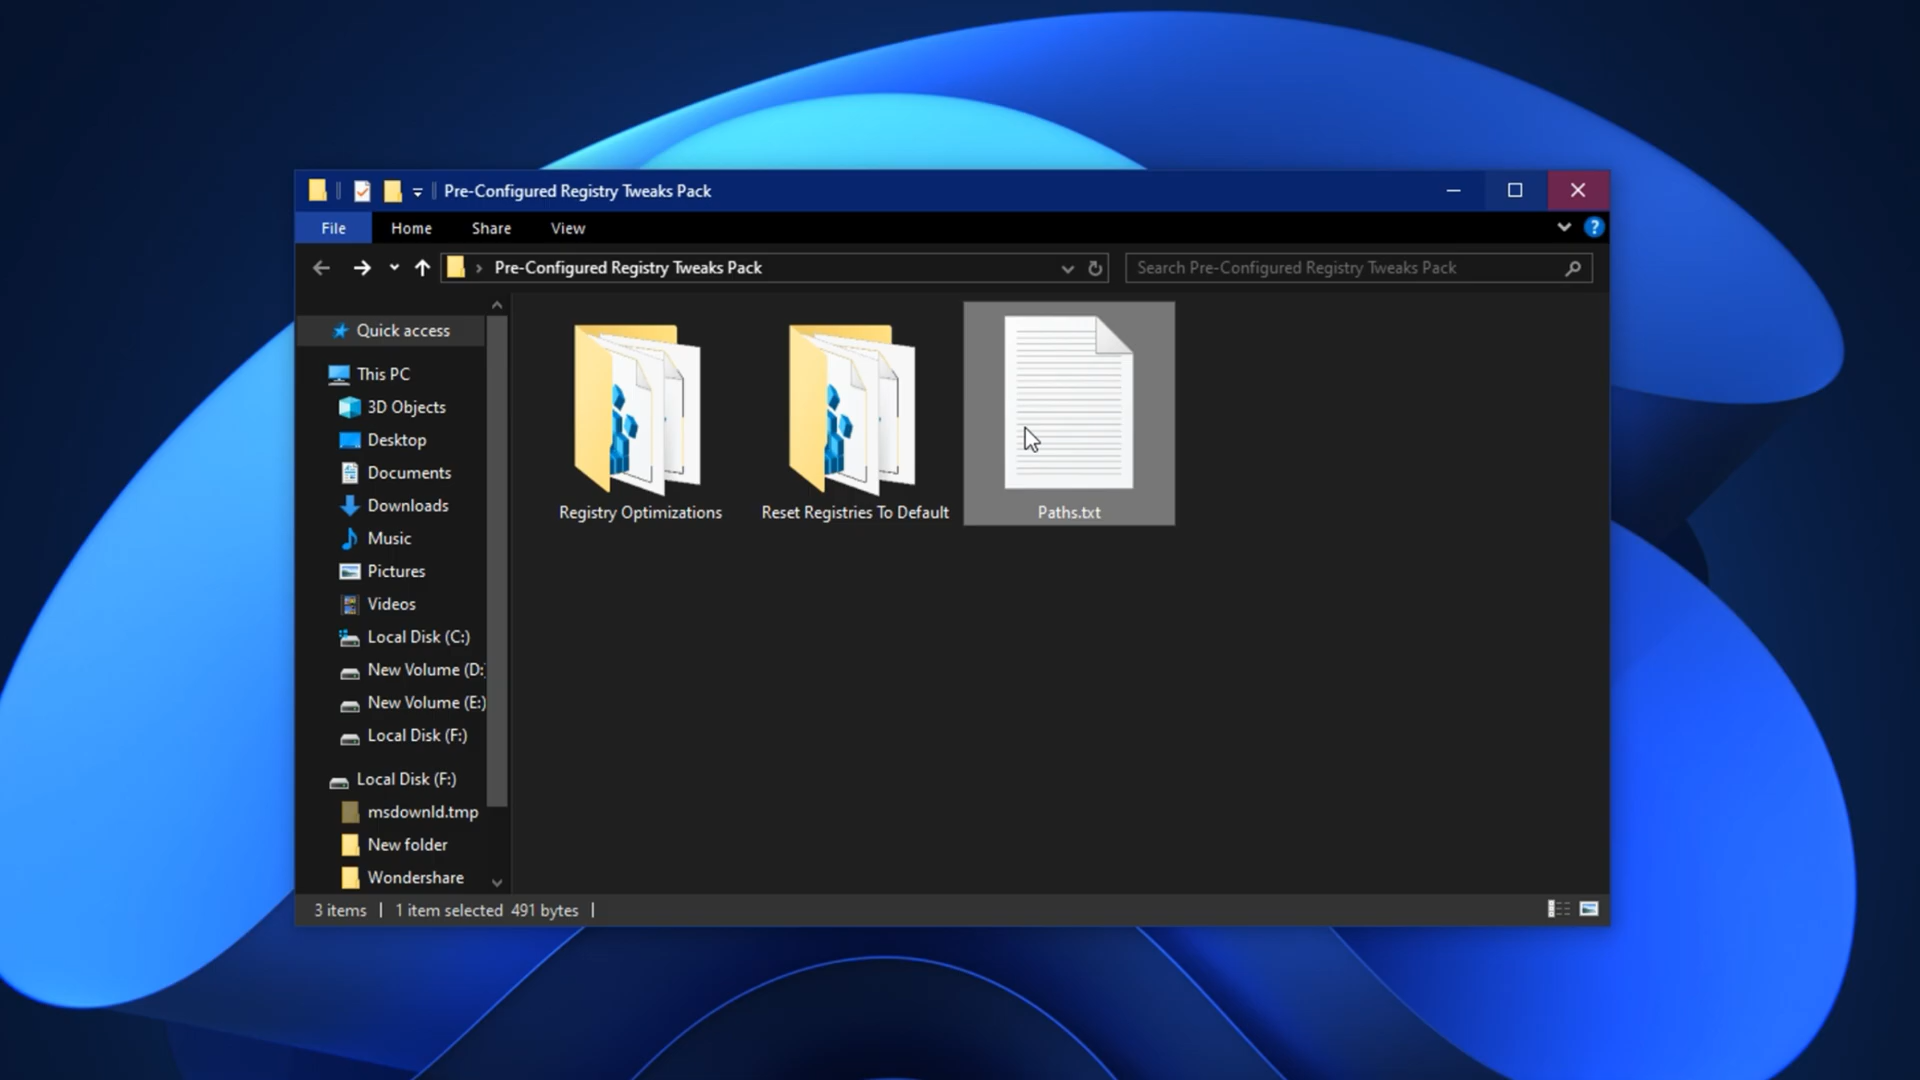 Pre-Configured Registry Tweaks Pack
File Home Share View
?
Pre-Configured Registry Tweaks Pack
Search Pre-Configured Registry Tweaks Pack
Quick access
This PC
3D Objects
Desktop
Documents
Downloads
Music
Pictures
Videos
Local Disk (C:)
New Volume (D:
New Volume (E:)
Local Disk (F:)
Local Disk (F:)
msdownld.tmp
New folder
Wondershare
Registry Optimizations
Reset Registries To Default
Paths.txt
3 items 1 item selected 491 bytes